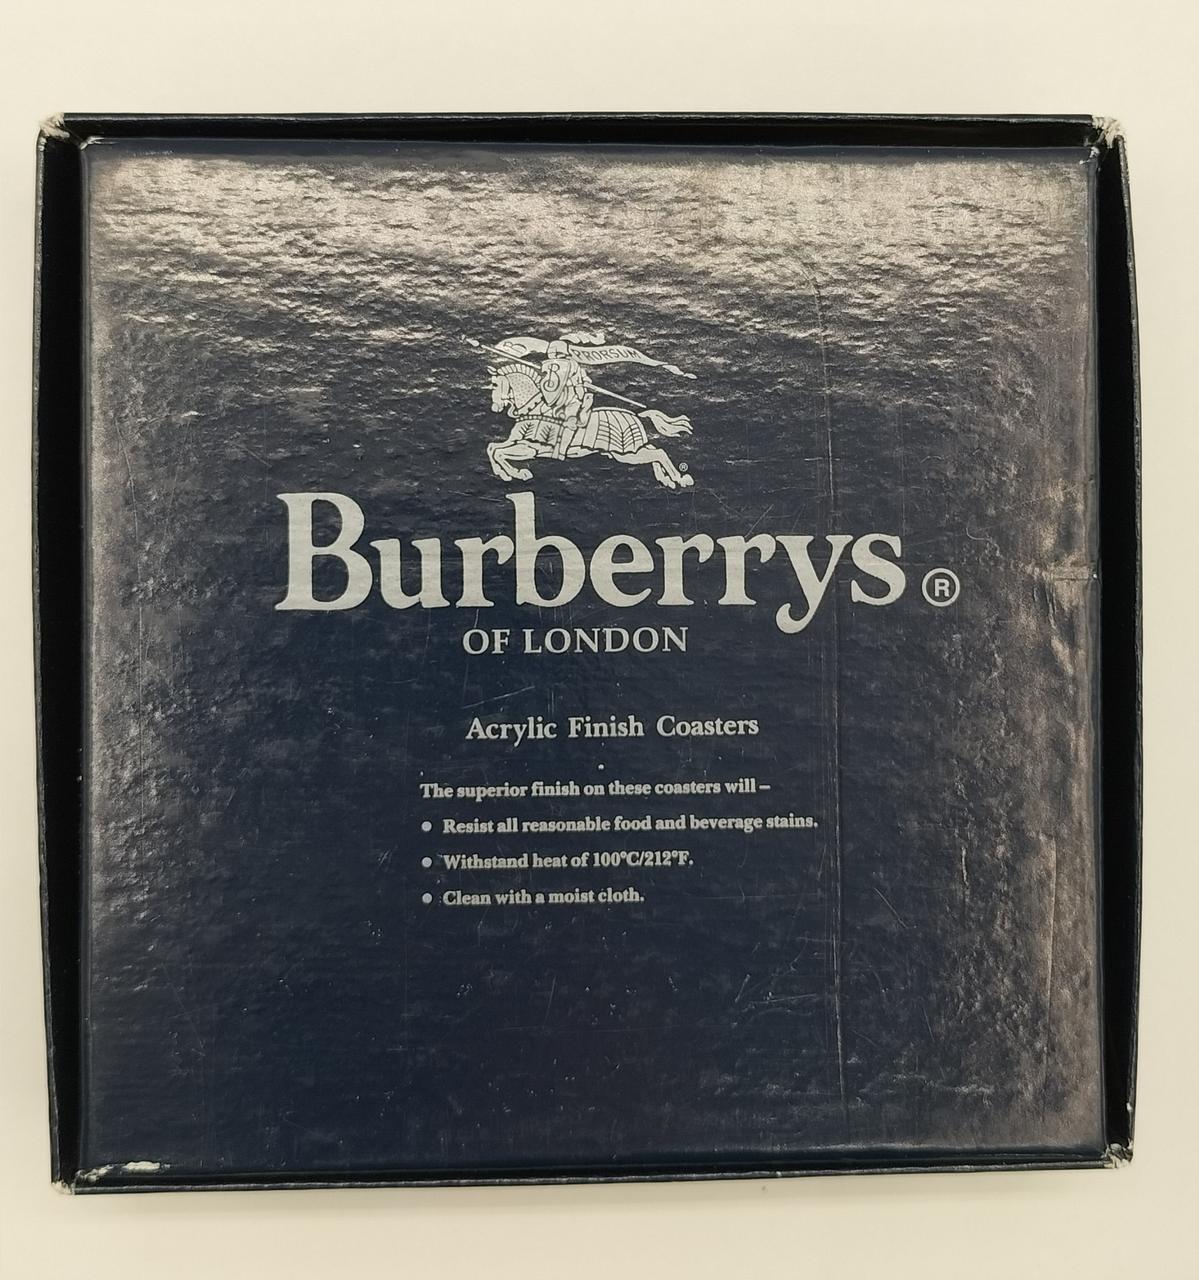 PRORSUM
B
Burberrys ®
OF LONDON
Acrylic Finish Coasters
The superior finish on these coasters will –
• Resist all reasonable food and beverage stains.
• Withstand heat of 100°C/212°F.
• Clean with a moist cloth.